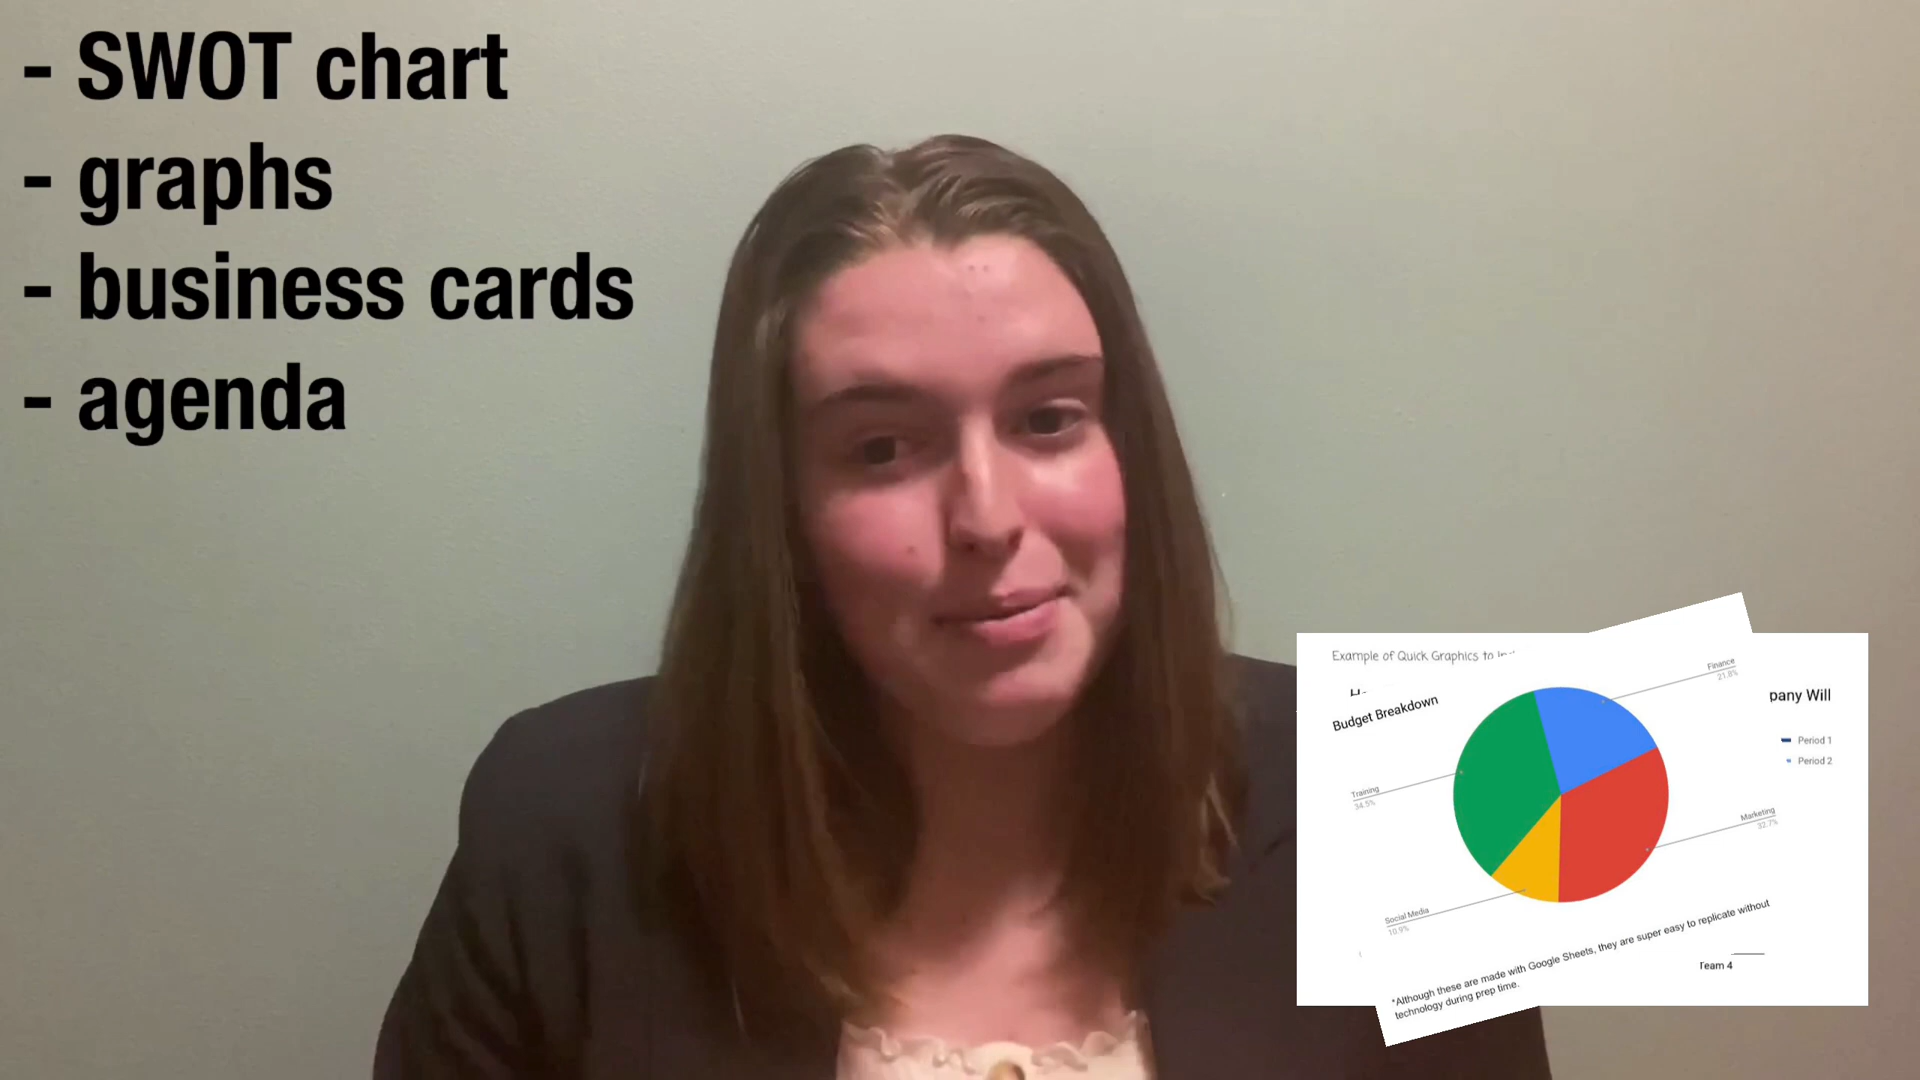 - SWOT chart
- graphs
- business cards
- agenda
Example of Quick Graphics to
pany Will
Budget Breakdown
Finance
21.8%
Period 1
Period 2
Training
34.5%
Marketing
32.7%
Social Media
10.9%
*Although these are made with Google Sheets, they are super easy to replicate without
technology during prep time.
Team 4